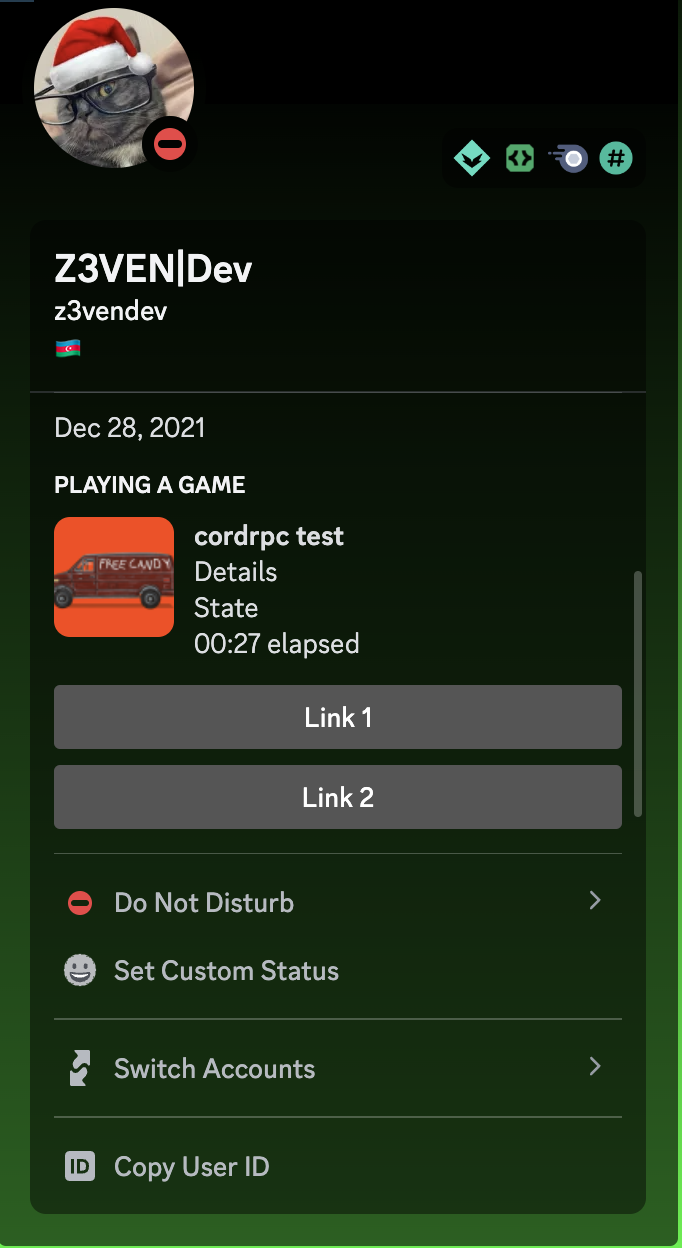 Z3VEN|Dev
z3vendev
Dec 28, 2021
PLAYING A GAME
FREE CANDY
cordrpc test
Details
State
00:27 elapsed
Link 1
Link 2
Do Not Disturb
Set Custom Status
Switch Accounts
ID Copy User ID